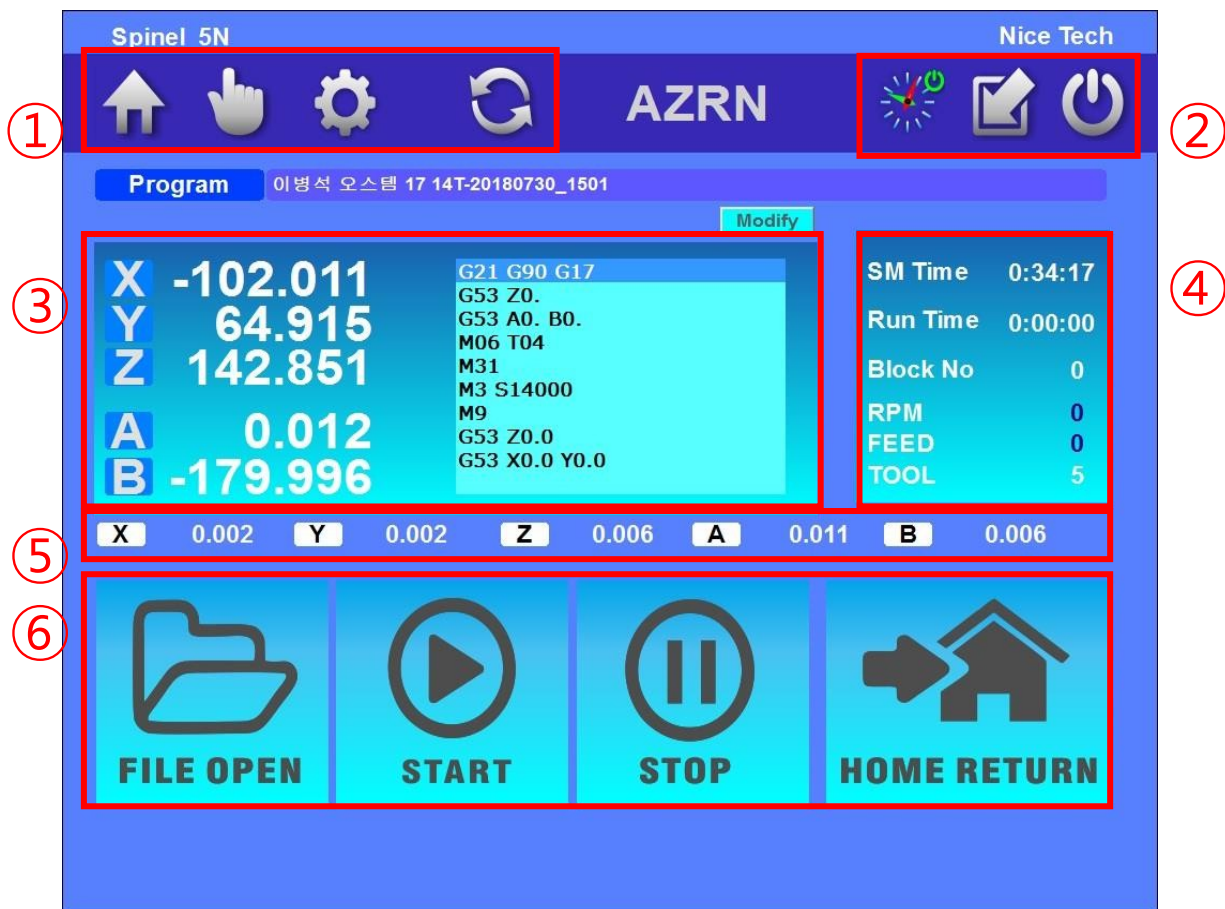 Spinel 5N Nice Tech
① AZRN ②
Program 이병석 오스템 17 14T-20180730_1501
Modify
③
X -102.011
Y 64.915
Z 142.851
A 0.012
B -179.996
G21 G90 G17
G53 Z0.
G53 A0. B0.
M06 T04
M31
M3 S14000
M9
G53 Z0.0
G53 X0.0 Y0.0
④
SM Time 0:34:17
Run Time 0:00:00
Block No 0
RPM 0
FEED 0
TOOL 5
⑤
X 0.002 Y 0.002 Z 0.006 A 0.011 B 0.006
⑥
FILE OPEN START STOP HOME RETURN